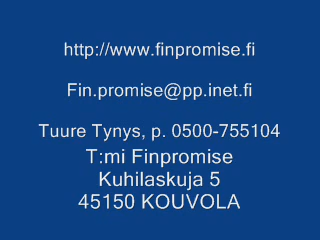 http://www.finpromise.fi
Fin.promise@pp.inet.fi
Tuure Tynys, p. 0500-755104
T:mi Finpromise
Kuhilaskuja 5
45150 KOUVOLA